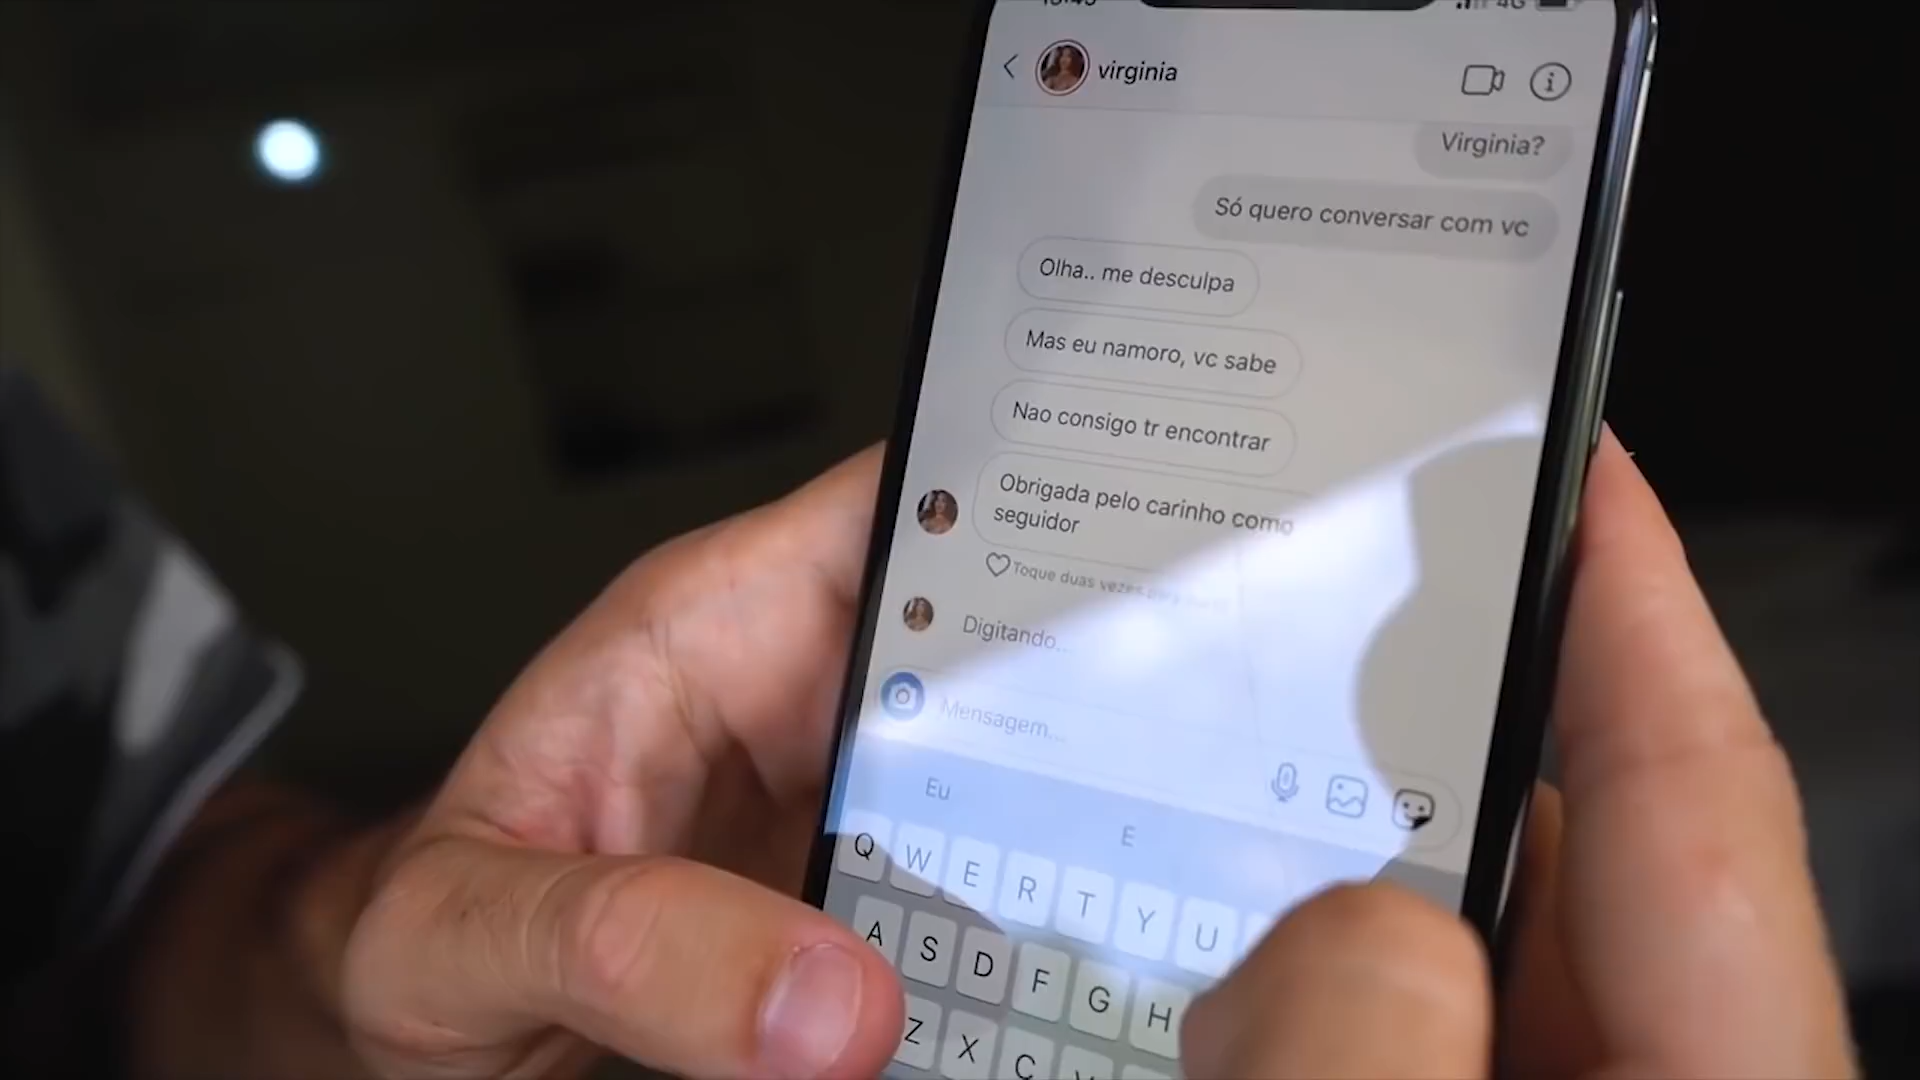 virginia
Virginia?
Só quero conversar com vc
Olha.. me desculpa
Mas eu namoro, vc sabe
Nao consigo tr encontrar
Obrigada pelo carinho como
seguidor
Toque duas vezes para
Digitando...
Mensagem...
Eu
E
Q W E R T Y U
A S D F G H
Z X C